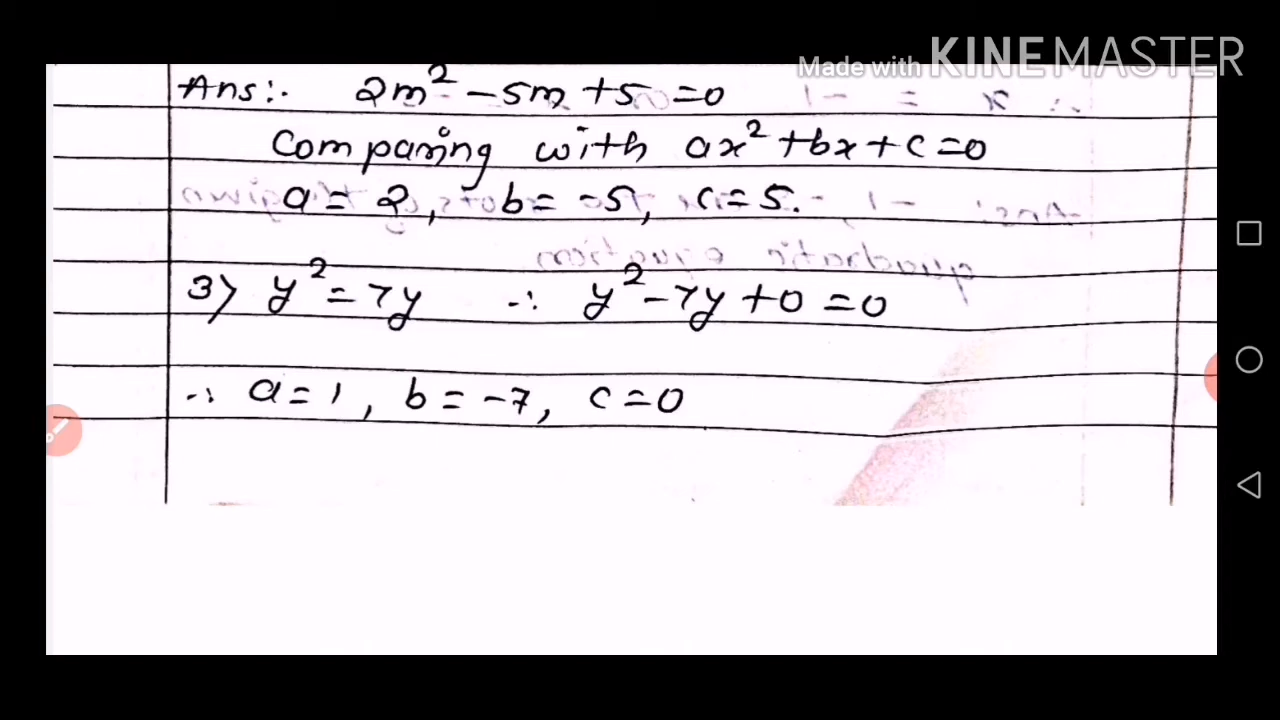 Made with KINEMASTER
Ans:- 2m² -5m +5 =0
Comparing with ax² +bx+c=0
a= 2, b= -5, c=5.
3) y²=7y ∴ y²-7y+0=0
∴ a=1, b= -7, c=0